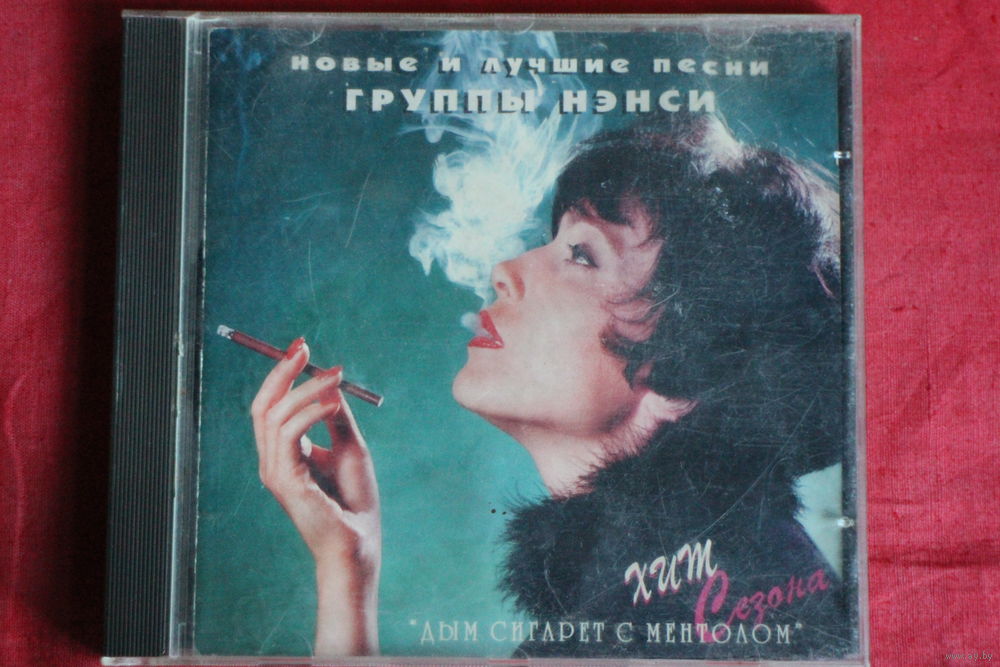 новые и лучшие песни
ГРУППЫ НЭНСИ
ХИТ
Сезона
"ДЫМ СИГАРЕТ С МЕНТОЛОМ"
www.ay.by